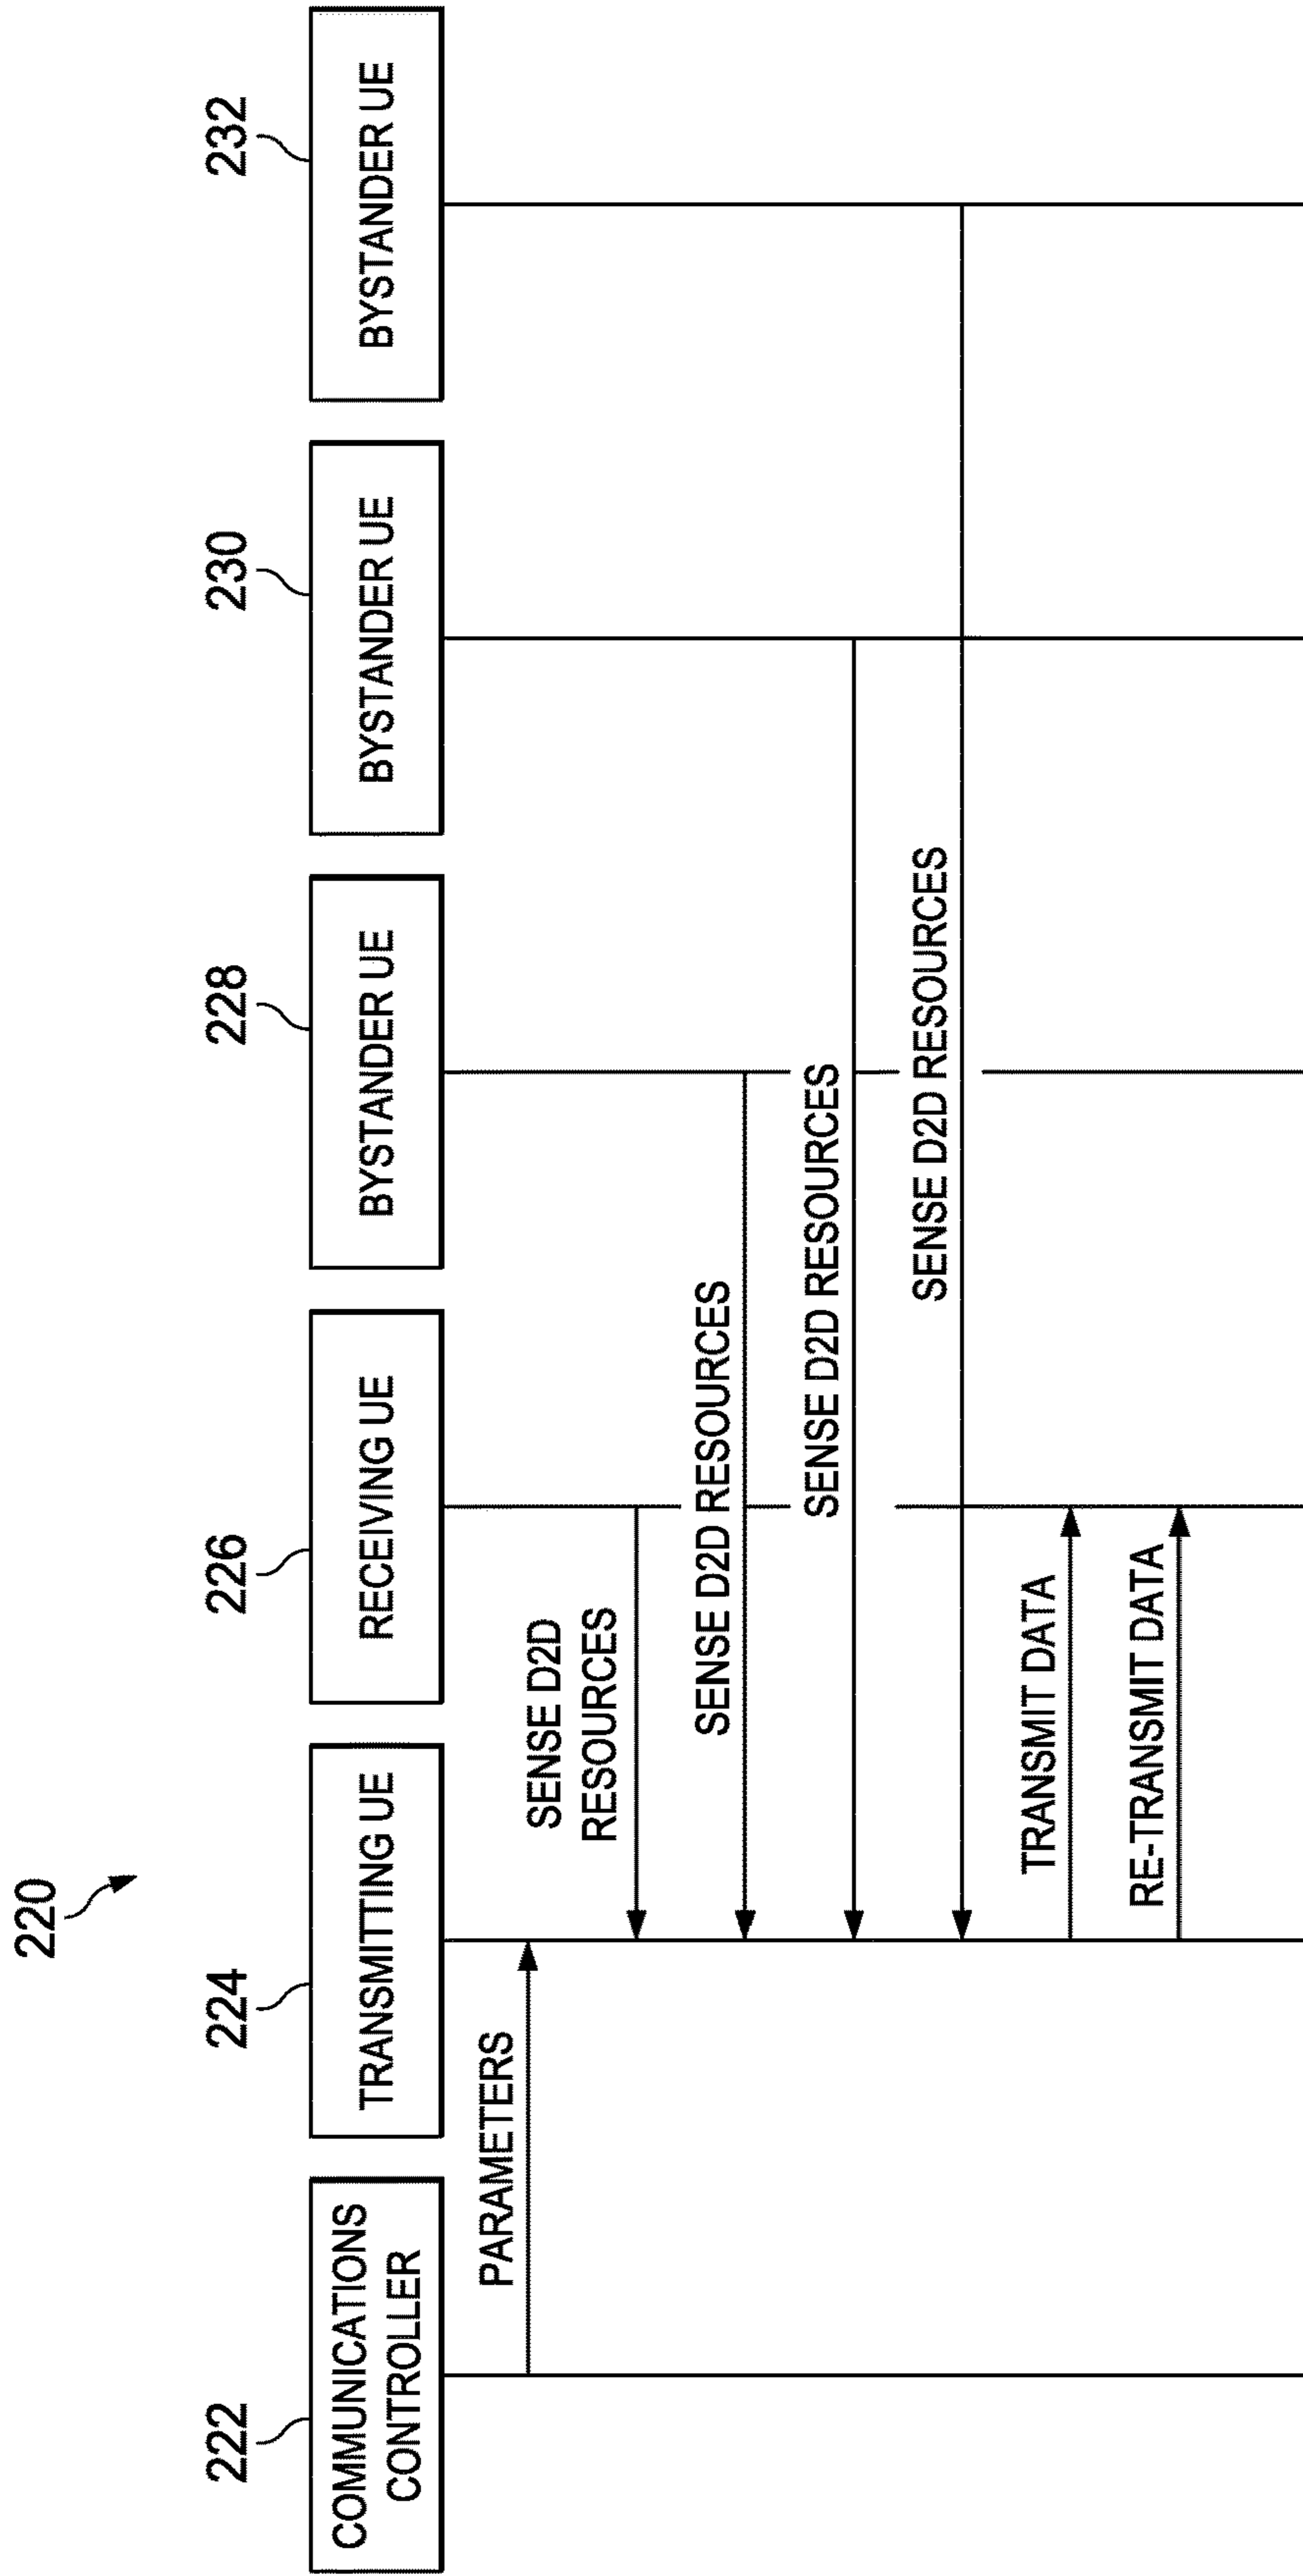 220
222
224
226
228
230
232
COMMUNICATIONS
CONTROLLER
TRANSMITTING UE
RECEIVING UE
BYSTANDER UE
BYSTANDER UE
BYSTANDER UE
PARAMETERS
SENSE D2D
RESOURCES
SENSE D2D RESOURCES
SENSE D2D RESOURCES
SENSE D2D RESOURCES
TRANSMIT DATA
RE-TRANSMIT DATA